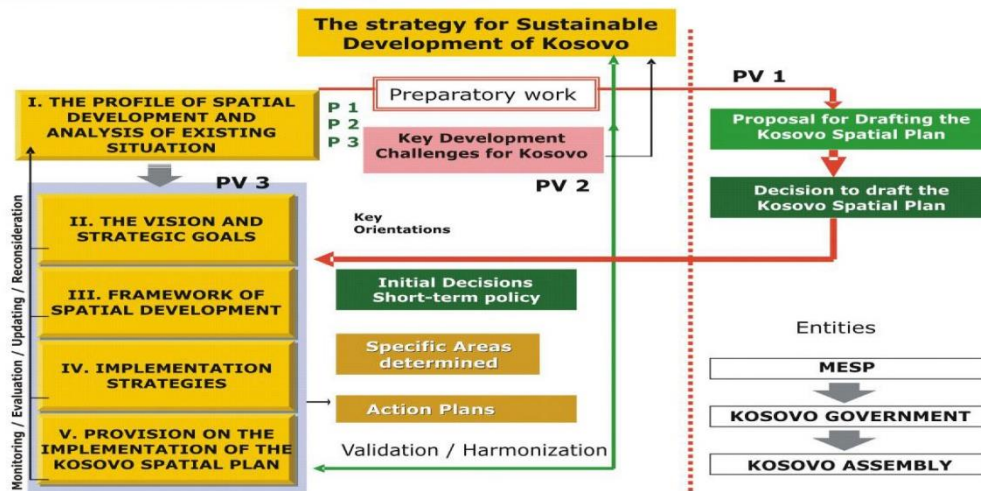 The strategy for Sustainable
Development of Kosovo
PV 1
I. THE PROFILE OF SPATIAL
DEVELOPMENT AND
ANALYSIS OF EXISTING
SITUATION
P 1
P 2
P 3
Preparatory work
Key Development
Challenges for Kosovo
PV 2
Proposal for Drafting the
Kosovo Spatial Plan
Decision to draft the
Kosovo Spatial Plan
PV 3
II. THE VISION AND
STRATEGIC GOALS
Key
Orientations
III. FRAMEWORK OF
SPATIAL DEVELOPMENT
Initial Decisions
Short-term policy
IV. IMPLEMENTATION
STRATEGIES
Specific Areas
determined
Action Plans
V. PROVISION ON THE
IMPLEMENTATION OF THE
KOSOVO SPATIAL PLAN
Validation / Harmonization
Monitoring / Evaluation / Updating / Reconsideration
Entities
MESP
KOSOVO GOVERNMENT
KOSOVO ASSEMBLY